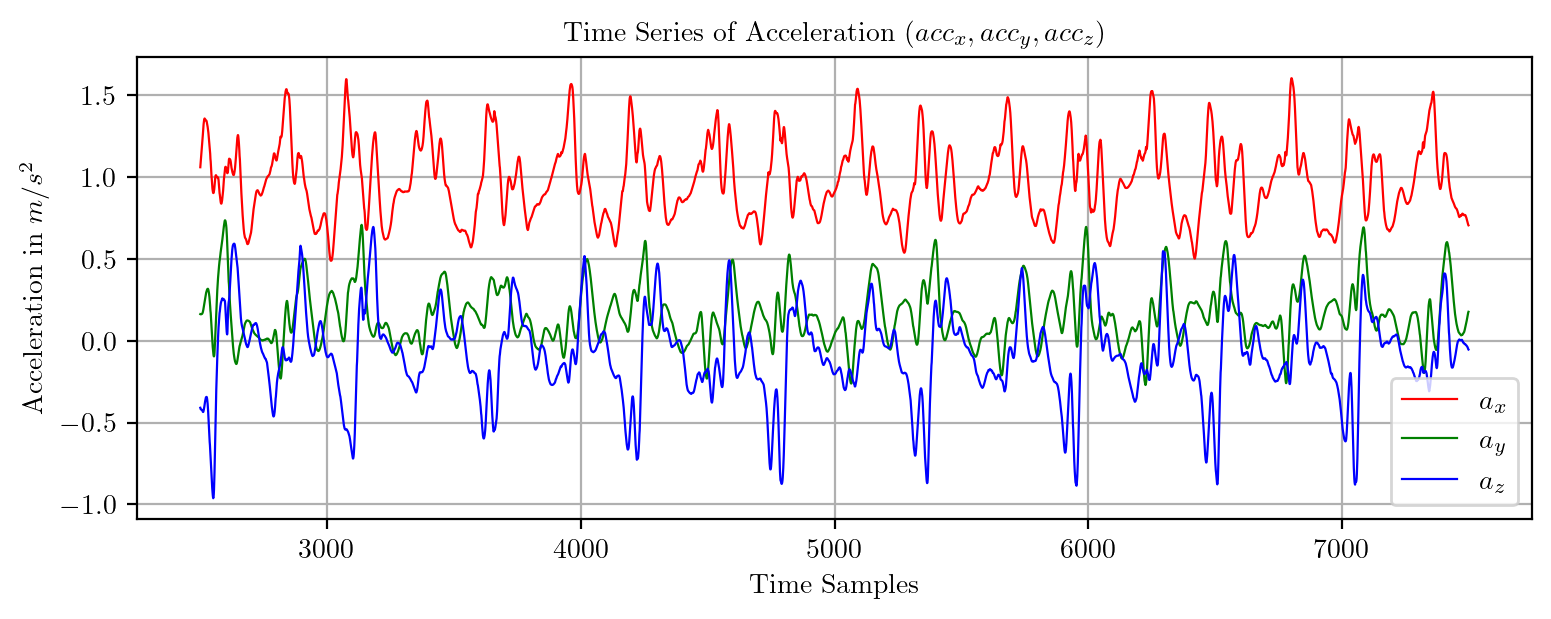 Time Series of Acceleration (acc_x, acc_y, acc_z)
Acceleration in m/s^2
1.5
1.0
0.5
0.0
−0.5
−1.0
a_x
a_y
a_z
3000 4000 5000 6000 7000
Time Samples